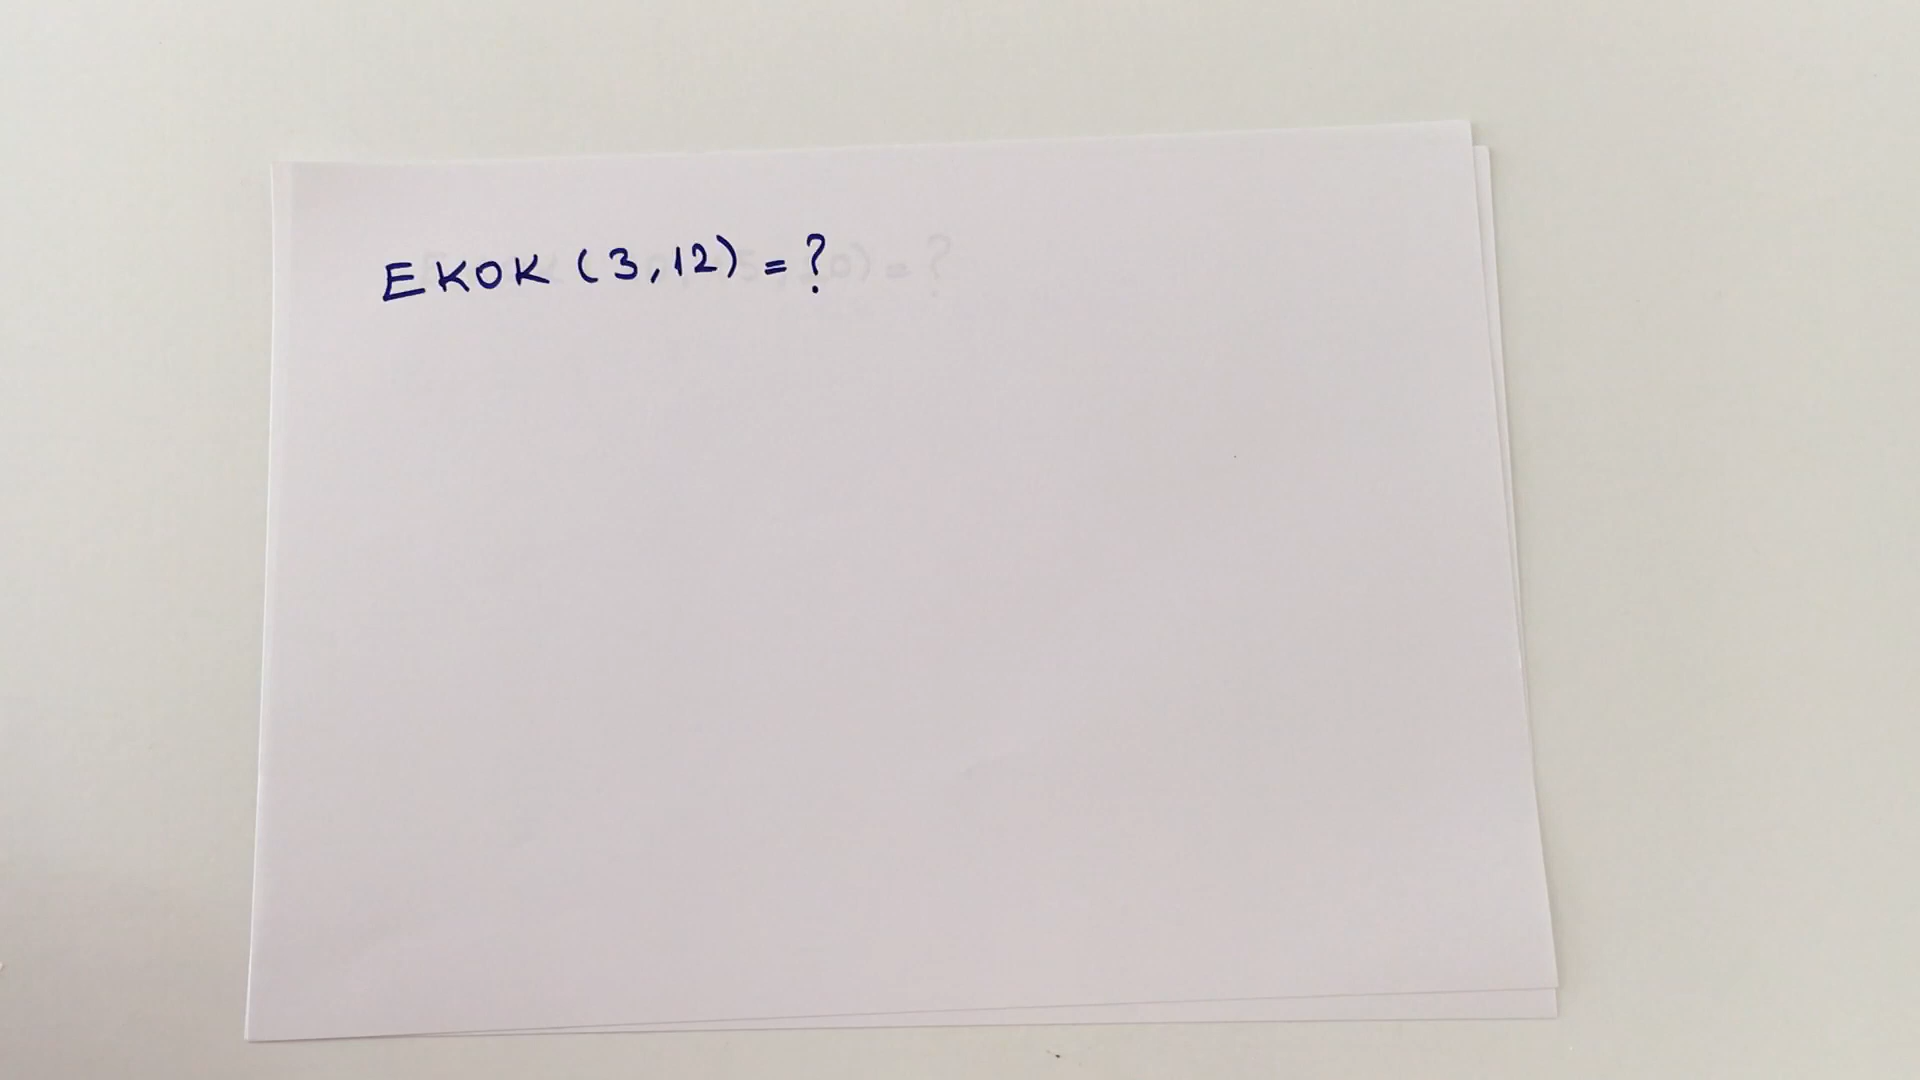 EKOK (3,12) = ?